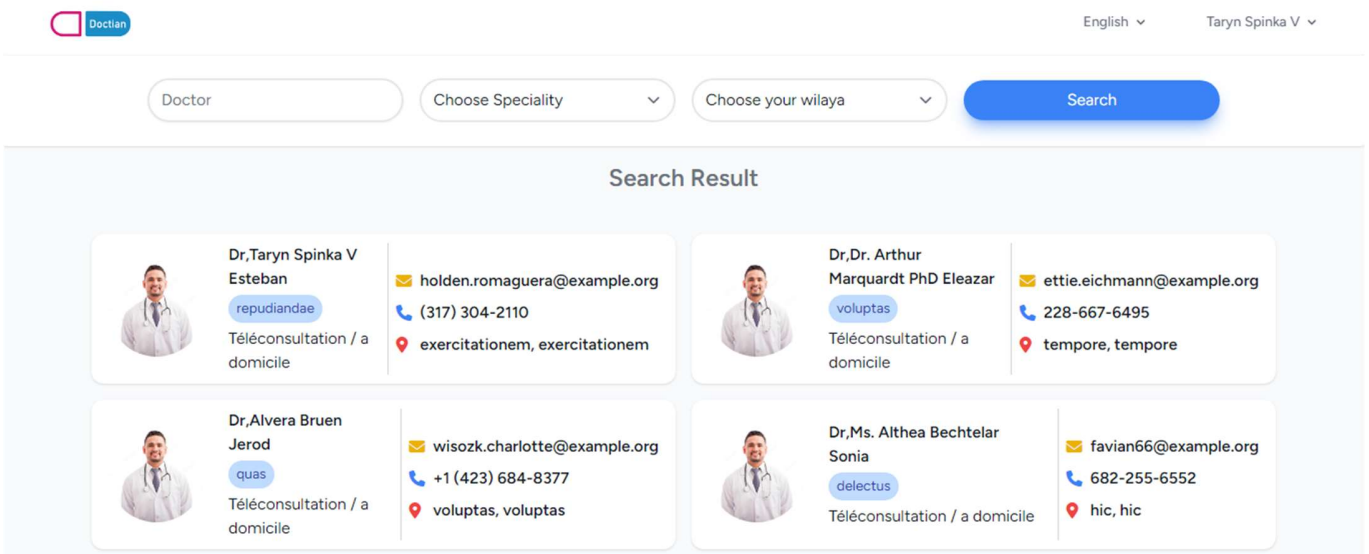 Doctian
English
Taryn Spinka V
Doctor
Choose Speciality
Choose your wilaya
Search
Search Result
Dr,Taryn Spinka V
Esteban
repudiandae
Téléconsultation / a
domicile
holden.romaguera@example.org
(317) 304-2110
exercitationem, exercitationem
Dr,Dr. Arthur
Marquardt PhD Eleazar
voluptas
Téléconsultation / a
domicile
ettie.eichmann@example.org
228-667-6495
tempore, tempore
Dr,Alvera Bruen
Jerod
quas
Téléconsultation / a
domicile
wisozk.charlotte@example.org
+1 (423) 684-8377
voluptas, voluptas
Dr,Ms. Althea Bechtelar
Sonia
delectus
Téléconsultation / a domicile
favian66@example.org
682-255-6552
hic, hic